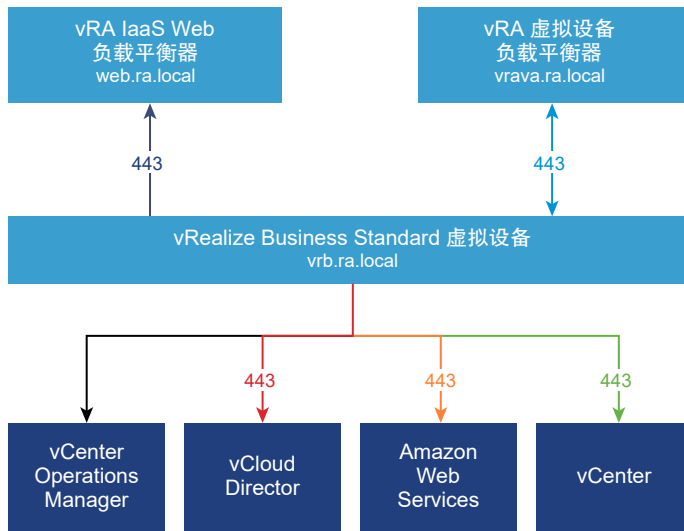 vRA IaaS Web
负载平衡器
web.ra.local
vRA 虚拟设备
负载平衡器
vrava.ra.local
443
443
vRealize Business Standard 虚拟设备
vrb.ra.local
443
443
443
vCenter
Operations
Manager
vCloud
Director
Amazon
Web
Services
vCenter